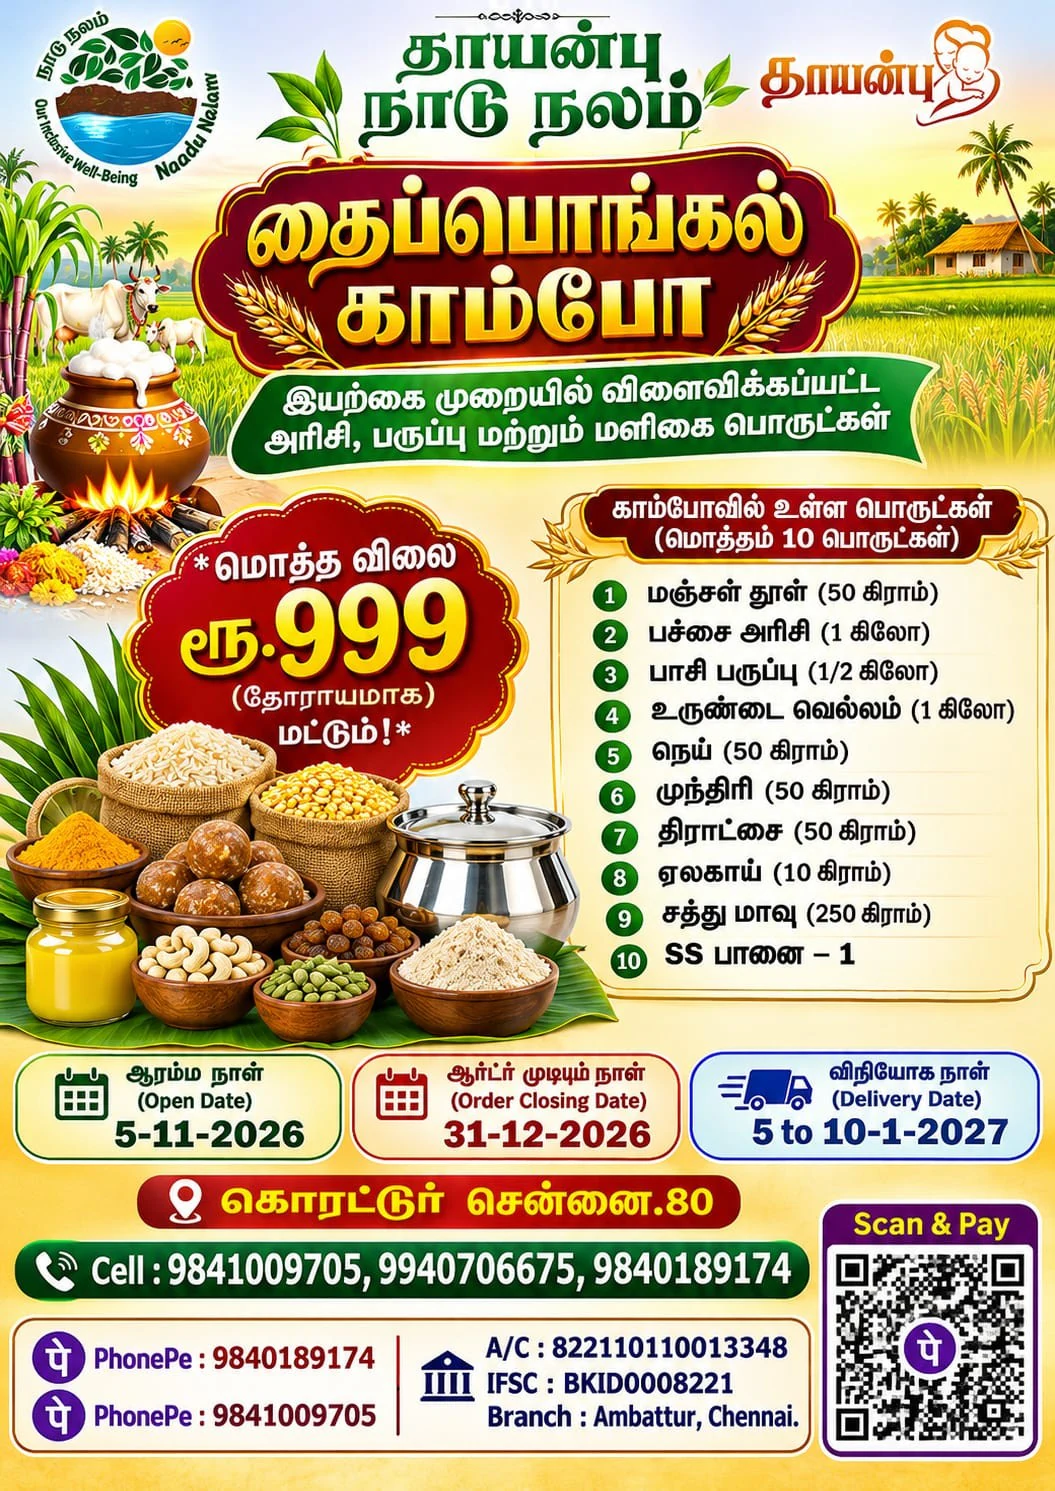 நாடு நலம்
Our Inclusive Well-Being
Naadu Nalam
தாயன்பு
நாடு நலம்
தாயன்பு
தைப்பொங்கல்
காம்போ
இயற்கை முறையில் விளைவிக்கப்பட்ட
அரிசி, பருப்பு மற்றும் மளிகை பொருட்கள்
*மொத்த விலை
ரூ.999
(தோராயமாக)
மட்டும்!*
காம்போவில் உள்ள பொருட்கள்
(மொத்தம் 10 பொருட்கள்)
1 மஞ்சள் தூள் (50 கிராம்)
2 பச்சை அரிசி (1 கிலோ)
3 பாசி பருப்பு (1/2 கிலோ)
4 உருண்டை வெல்லம் (1 கிலோ)
5 நெய் (50 கிராம்)
6 முந்திரி (50 கிராம்)
7 திராட்சை (50 கிராம்)
8 ஏலகாய் (10 கிராம்)
9 சத்து மாவு (250 கிராம்)
10 SS பானை – 1
ஆரம்ம நாள்
(Open Date)
5-11-2026
ஆர்டர் முடியும் நாள்
(Order Closing Date)
31-12-2026
விநியோக நாள்
(Delivery Date)
5 to 10-1-2027
கொரட்டூர் சென்னை.80
Cell : 9841009705, 9940706675, 9840189174
பெ PhonePe : 9840189174
பெ PhonePe : 9841009705
A/C : 822110110013348
IFSC : BKID0008221
Branch : Ambattur, Chennai.
Scan & Pay